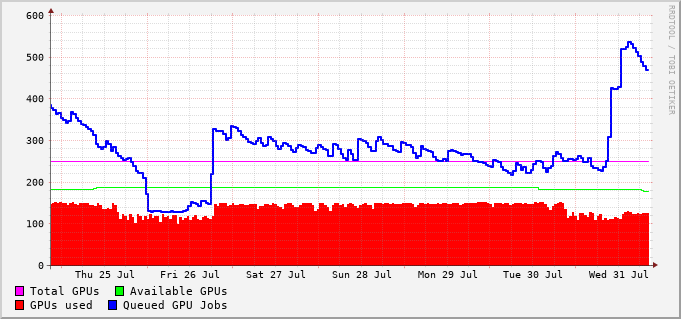 600
500
400
300
200
100
0
Thu 25 Jul Fri 26 Jul Sat 27 Jul Sun 28 Jul Mon 29 Jul Tue 30 Jul Wed 31 Jul
Total GPUs Available GPUs
GPUs used Queued GPU Jobs
RRDTOOL / TOBI OETIKER